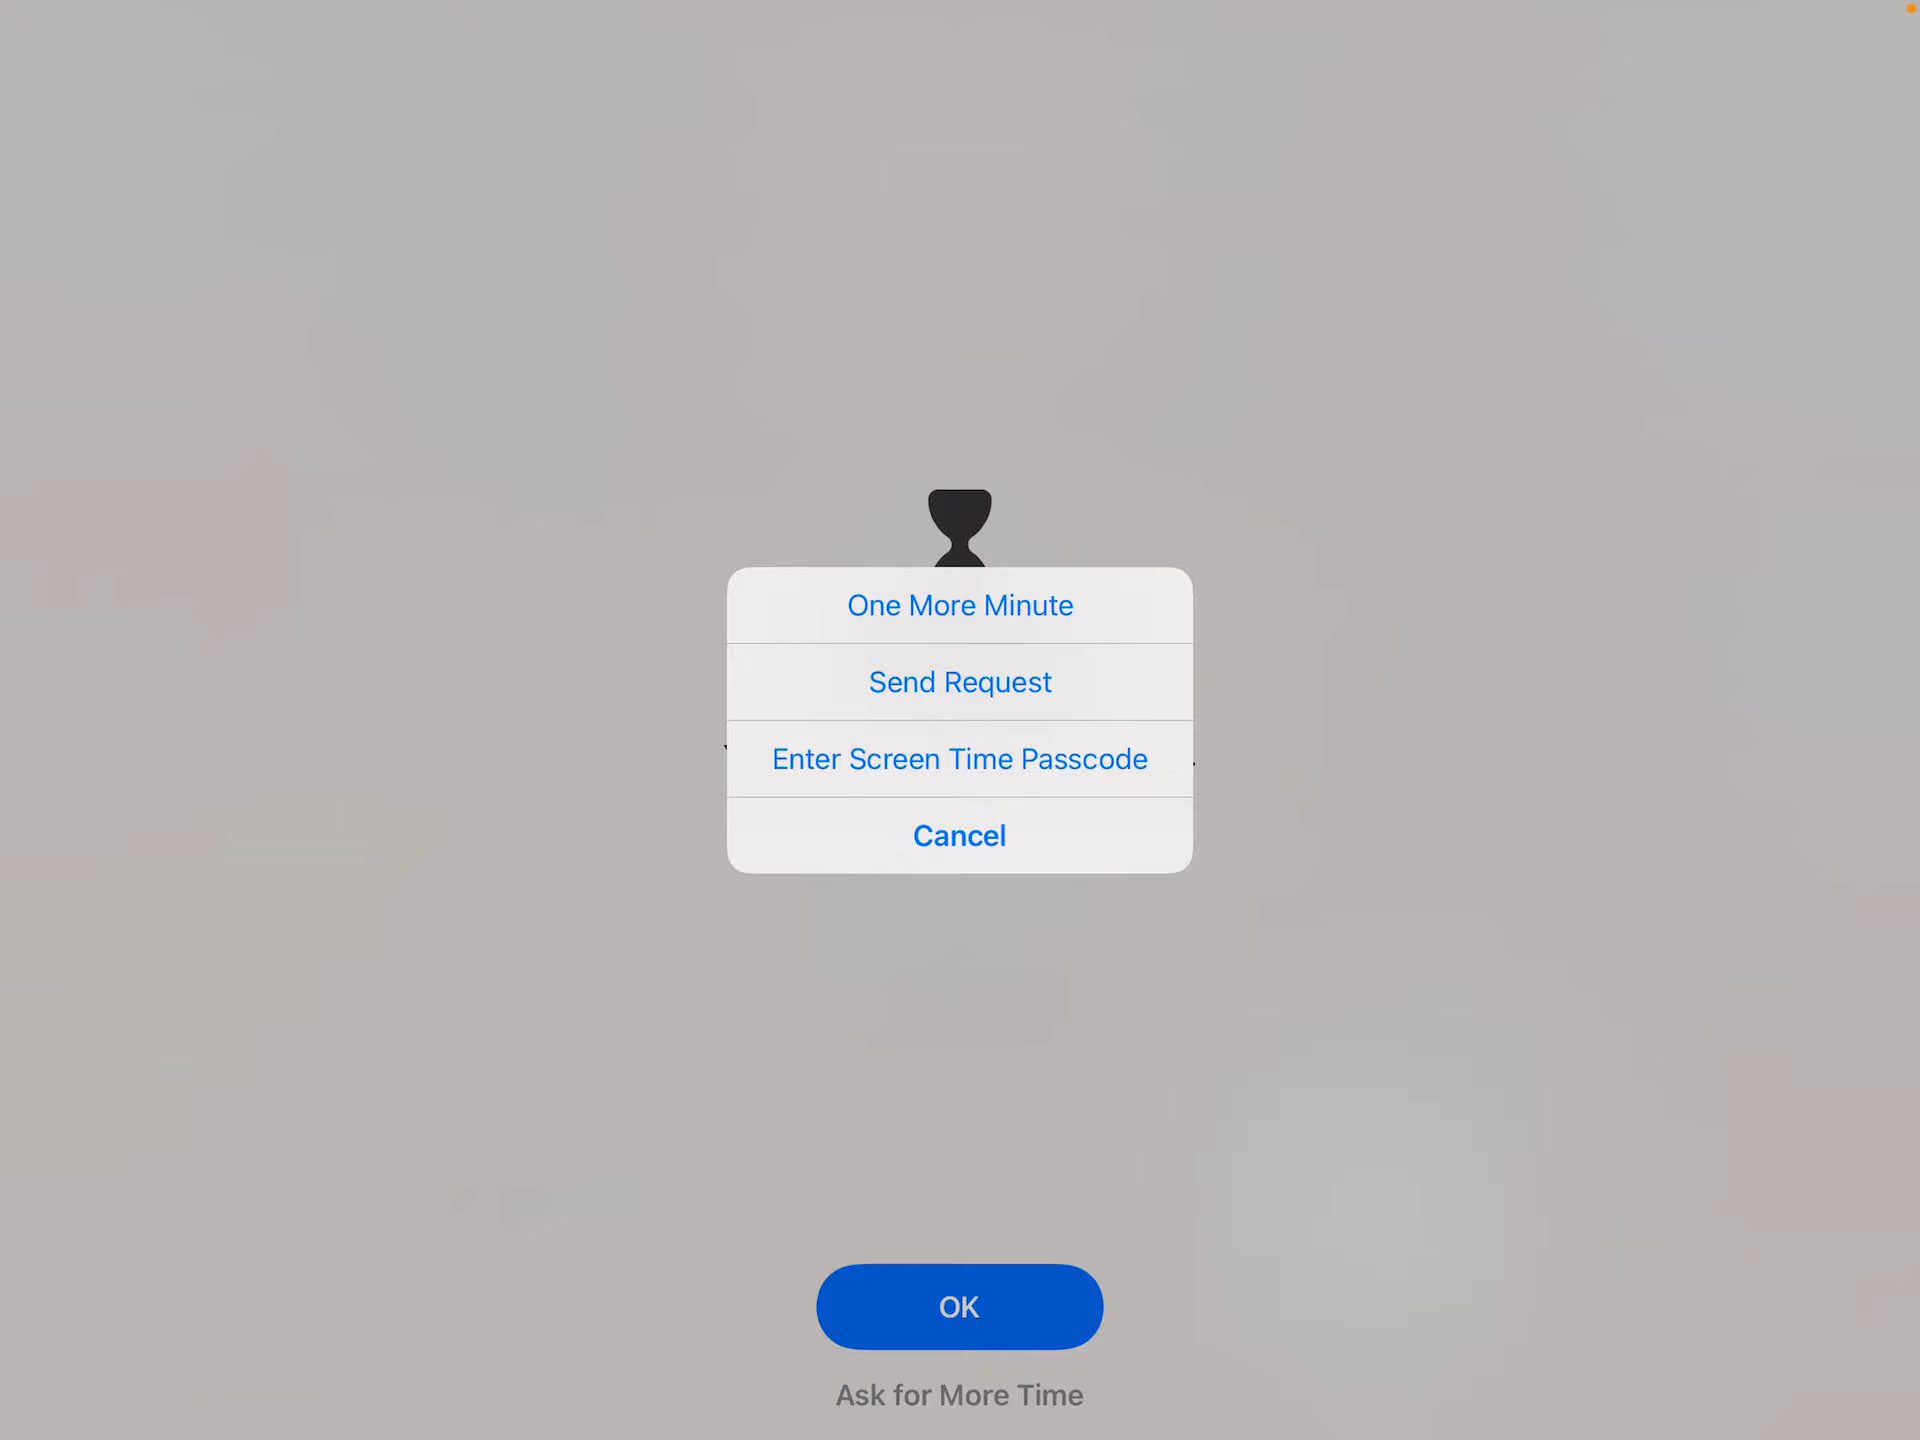 One More Minute
Send Request
Enter Screen Time Passcode
Cancel
OK
Ask for More Time